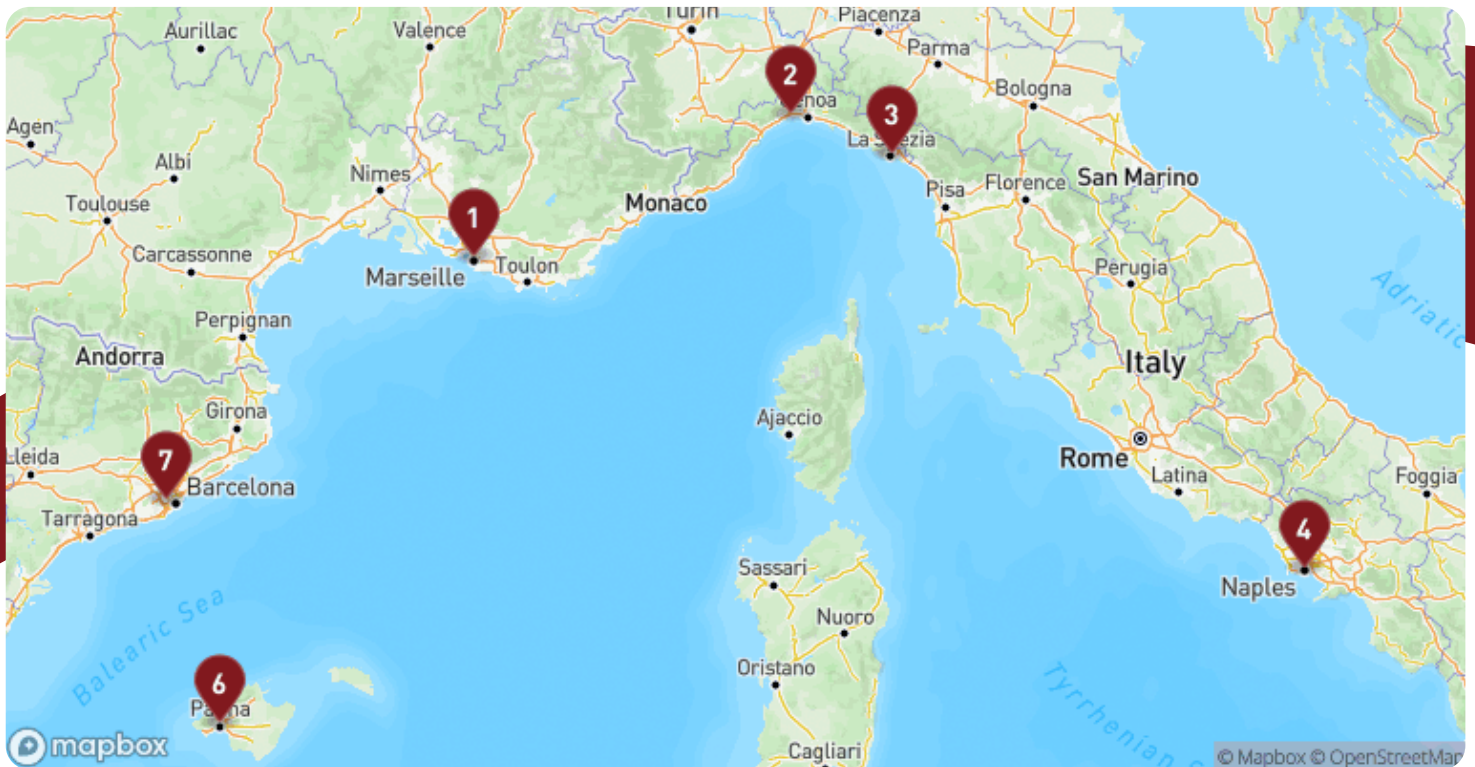 Turin
Piacenza
Aurillac
Valence
Parma
2
Genoa
Bologna
3
Agen
La Spezia
Albi
Nimes
Pisa
Florence
San Marino
Toulouse
Monaco
1
Carcassonne
Marseille
Toulon
Perugia
Adriatic
Perpignan
Andorra
Italy
Girona
Ajaccio
Rome
Lleida
7
Barcelona
Latina
Foggia
Tarragona
4
Sassari
Naples
Balearic Sea
Nuoro
Oristano
6
Palma
Tyrrhenian
Cagliari
mapbox
© Mapbox © OpenStreetMap